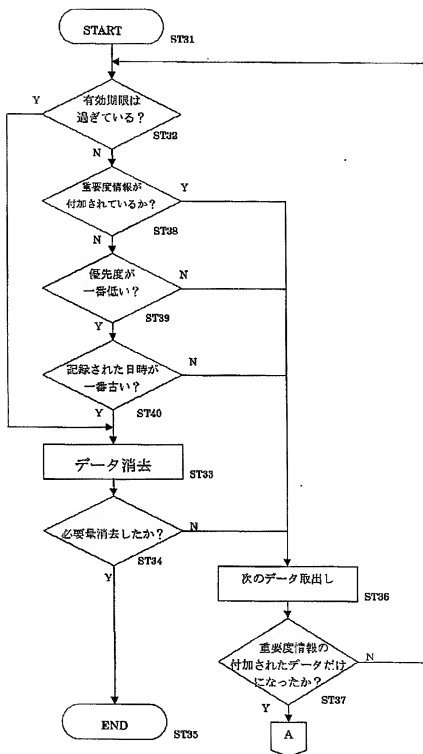 START
ST31
有効期限は
過ぎている？
Y
ST32
N
重要度情報が
付加されているか？
Y
ST38
N
優先度が
一番低い？
N
ST39
Y
記録された日時が
一番古い？
N
ST40
Y
データ消去
ST33
必要量消去したか？
N
ST34
Y
次のデータ取出し
ST36
重要度情報の
付加されたデータだけ
になったか？
N
ST37
Y
A
END
ST35